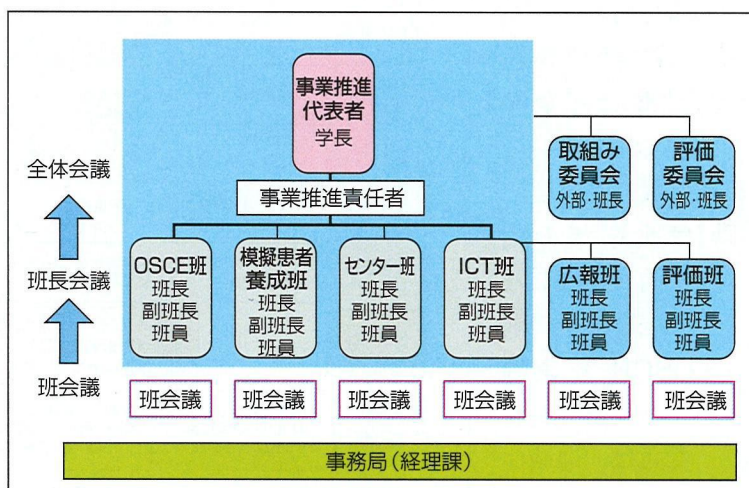 事業推進
代表者
学長
事業推進責任者
取組み
委員会
外部・班長
評価
委員会
外部・班長
全体会議
班長会議
班会議
OSCE班
班長
副班長
班員
模擬患者
養成班
班長
副班長
班員
センター班
班長
副班長
班員
ICT班
班長
副班長
班員
広報班
班長
副班長
班員
評価班
班長
副班長
班員
班会議
班会議
班会議
班会議
班会議
班会議
事務局(経理課)